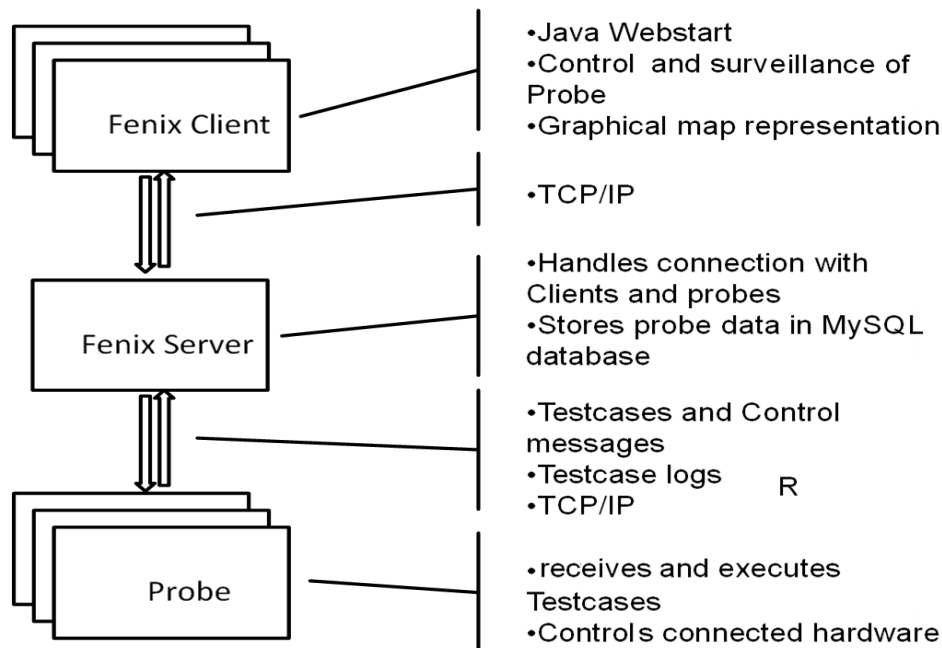 Fenix Client
•Java Webstart
•Control and surveillance of
Probe
•Graphical map representation
•TCP/IP
Fenix Server
•Handles connection with
Clients and probes
•Stores probe data in MySQL
database
•Testcases and Control
messages
•Testcase logs
R
•TCP/IP
Probe
•receives and executes
Testcases
•Controls connected hardware